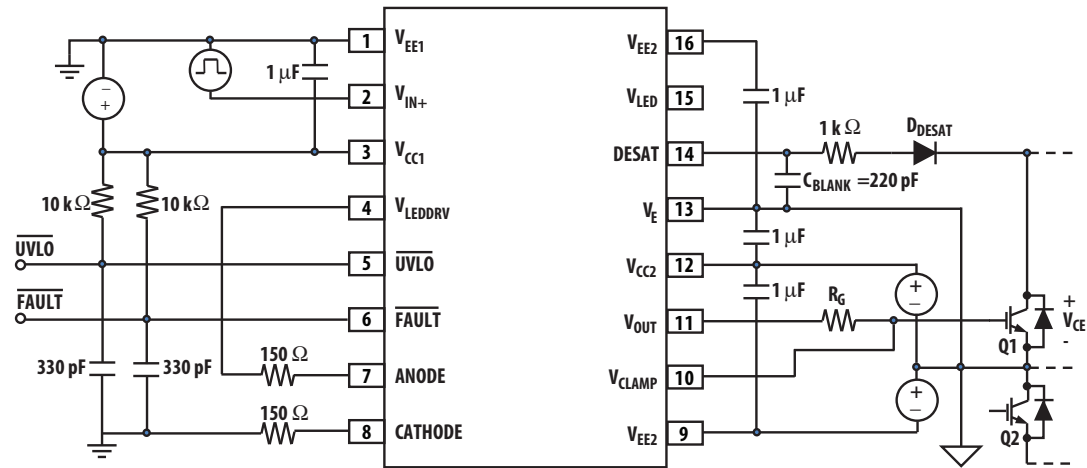 1 V_EE1
2 V_IN+
3 V_CC1
4 V_LEDDRV
5 UVLO
6 FAULT
7 ANODE
8 CATHODE
V_EE2 16
V_LED 15
DESAT 14
V_E 13
V_CC2 12
V_OUT 11
V_CLAMP 10
V_EE2 9
1 μF
-
+
10 kΩ
10 kΩ
UVLO
FAULT
330 pF
330 pF
150 Ω
150 Ω
1 μF
1 kΩ
D_DESAT
C_BLANK =220 pF
1 μF
1 μF
R_G
+
–
+
–
+
V_CE
-
Q1
Q2